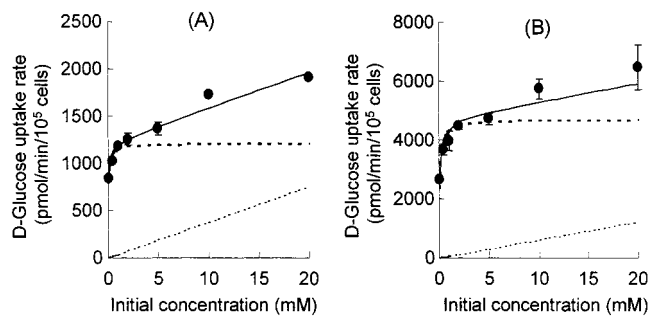 (A)
D-Glucose uptake rate
(pmol/min/10⁵ cells)
2500
2000
1500
1000
500
0
0 5 10 15 20
Initial concentration (mM)
(B)
D-Glucose uptake rate
(pmol/min/10⁵ cells)
8000
6000
4000
2000
0
0 5 10 15 20
Initial concentration (mM)